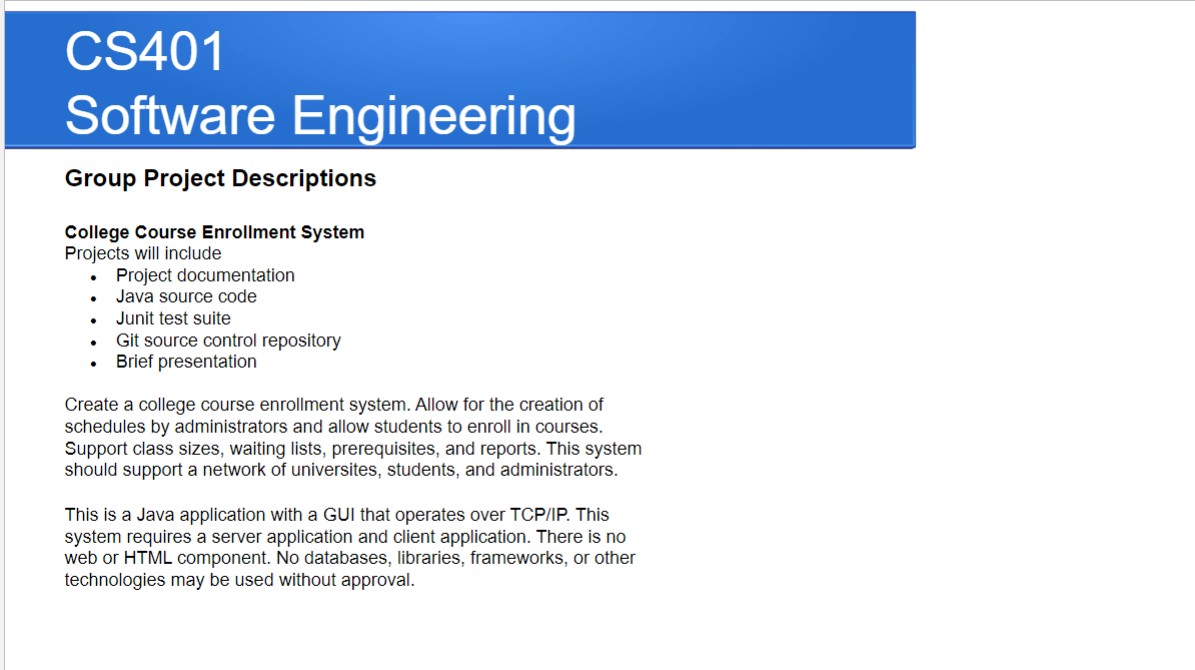 CS401
Software Engineering
Group Project Descriptions
College Course Enrollment System
Projects will include
• Project documentation
• Java source code
• Junit test suite
• Git source control repository
• Brief presentation
Create a college course enrollment system. Allow for the creation of
schedules by administrators and allow students to enroll in courses.
Support class sizes, waiting lists, prerequisites, and reports. This system
should support a network of universites, students, and administrators.
This is a Java application with a GUI that operates over TCP/IP. This
system requires a server application and client application. There is no
web or HTML component. No databases, libraries, frameworks, or other
technologies may be used without approval.